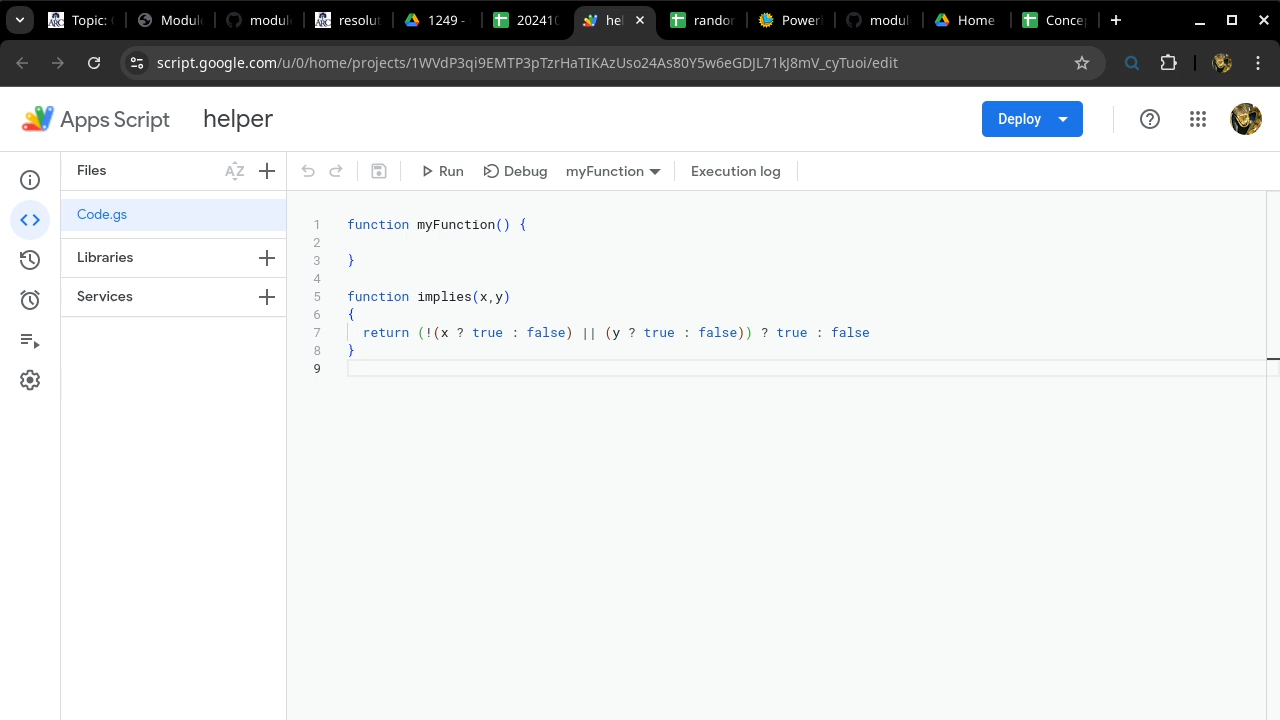 Topic:
Modul
modul
resolut
1249 -
20241
hel
rando
Power
modul
Home
Conce
script.google.com/u/0/home/projects/1WVdP3qi9EMTP3pTzrHaTIKAzUso24As80Y5w6eGDJL71kJ8mV_cyTuoi/edit
Apps Script
helper
Deploy
Files
AZ
Run
Debug
myFunction
Execution log
Code.gs
Libraries
Services
1 function myFunction() {
2
3 }
4
5 function implies(x,y)
6 {
7 return (!(x ? true : false) || (y ? true : false)) ? true : false
8 }
9